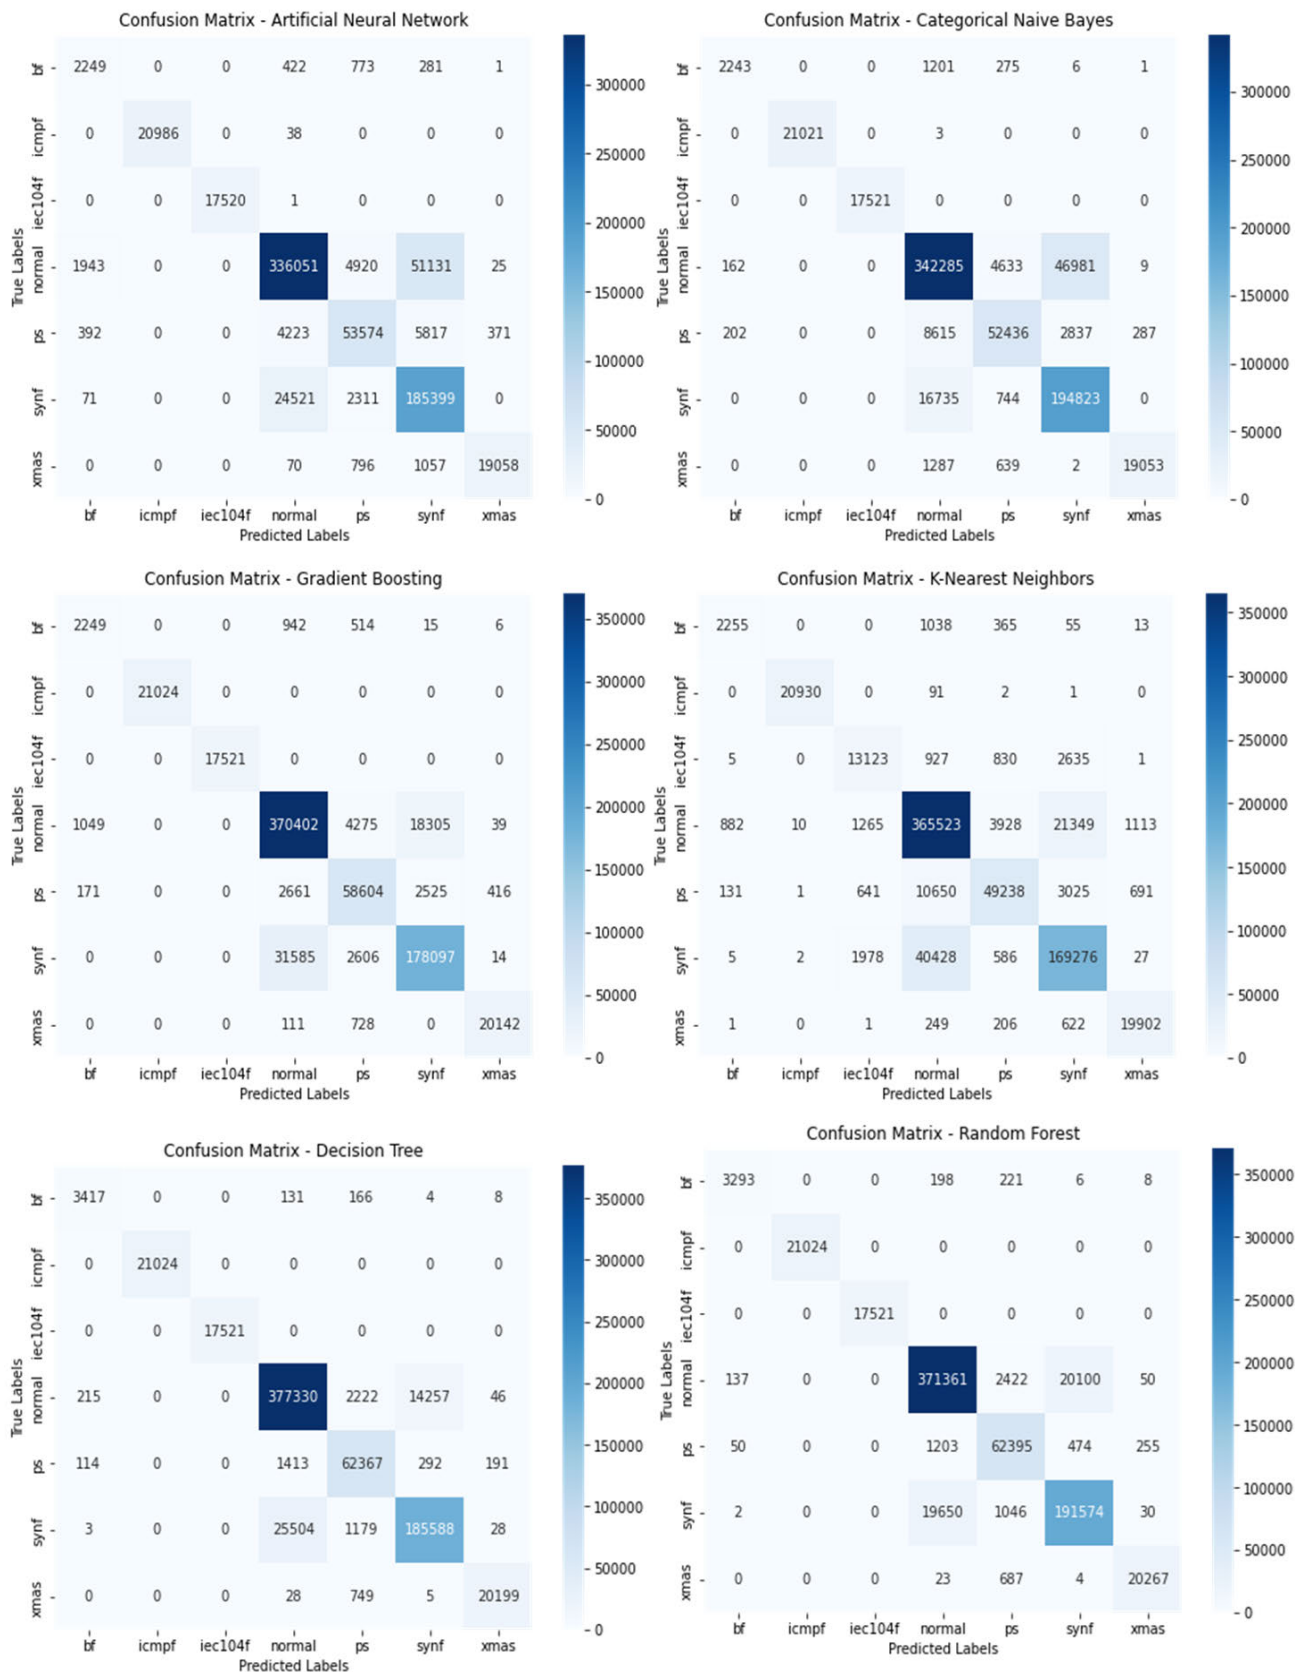 Confusion Matrix - Artificial Neural Network
bf 2249 0 0 422 773 281 1
icmpf 0 20986 0 38 0 0 0
iec104f 0 0 17520 1 0 0 0
normal 1943 0 0 336051 4920 51131 25
ps 392 0 0 4223 53574 5817 371
synf 71 0 0 24521 2311 185399 0
xmas 0 0 0 70 796 1057 19058
True Labels
bf icmpf iec104f normal ps synf xmas
Predicted Labels
300000
250000
200000
150000
100000
50000
0
Confusion Matrix - Categorical Naive Bayes
bf 2243 0 0 1201 275 6 1
icmpf 0 21021 0 3 0 0 0
iec104f 0 0 17521 0 0 0 0
normal 162 0 0 342285 4633 46981 9
ps 202 0 0 8615 52436 2837 287
synf 0 0 0 16735 744 194823 0
xmas 0 0 0 1287 639 2 19053
True Labels
bf icmpf iec104f normal ps synf xmas
Predicted Labels
300000
250000
200000
150000
100000
50000
0
Confusion Matrix - Gradient Boosting
bf 2249 0 0 942 514 15 6
icmpf 0 21024 0 0 0 0 0
iec104f 0 0 17521 0 0 0 0
normal 1049 0 0 370402 4275 18305 39
ps 171 0 0 2661 58604 2525 416
synf 0 0 0 31585 2606 178097 14
xmas 0 0 0 111 728 0 20142
True Labels
bf icmpf iec104f normal ps synf xmas
Predicted Labels
350000
300000
250000
200000
150000
100000
50000
0
Confusion Matrix - K-Nearest Neighbors
bf 2255 0 0 1038 365 55 13
icmpf 0 20930 0 91 2 1 0
iec104f 5 0 13123 927 830 2635 1
normal 882 10 1265 365523 3928 21349 1113
ps 131 1 641 10650 49238 3025 691
synf 5 2 1978 40428 586 169276 27
xmas 1 0 1 249 206 622 19902
True Labels
bf icmpf iec104f normal ps synf xmas
Predicted Labels
350000
300000
250000
200000
150000
100000
50000
0
Confusion Matrix - Decision Tree
bf 3417 0 0 131 166 4 8
icmpf 0 21024 0 0 0 0 0
iec104f 0 0 17521 0 0 0 0
normal 215 0 0 377330 2222 14257 46
ps 114 0 0 1413 62367 292 191
synf 3 0 0 25504 1179 185588 28
xmas 0 0 0 28 749 5 20199
True Labels
bf icmpf iec104f normal ps synf xmas
Predicted Labels
350000
300000
250000
200000
150000
100000
50000
0
Confusion Matrix - Random Forest
bf 3293 0 0 198 221 6 8
icmpf 0 21024 0 0 0 0 0
iec104f 0 0 17521 0 0 0 0
normal 137 0 0 371361 2422 20100 50
ps 50 0 0 1203 62395 474 255
synf 2 0 0 19650 1046 191574 30
xmas 0 0 0 23 687 4 20267
True Labels
bf icmpf iec104f normal ps synf xmas
Predicted Labels
350000
300000
250000
200000
150000
100000
50000
0